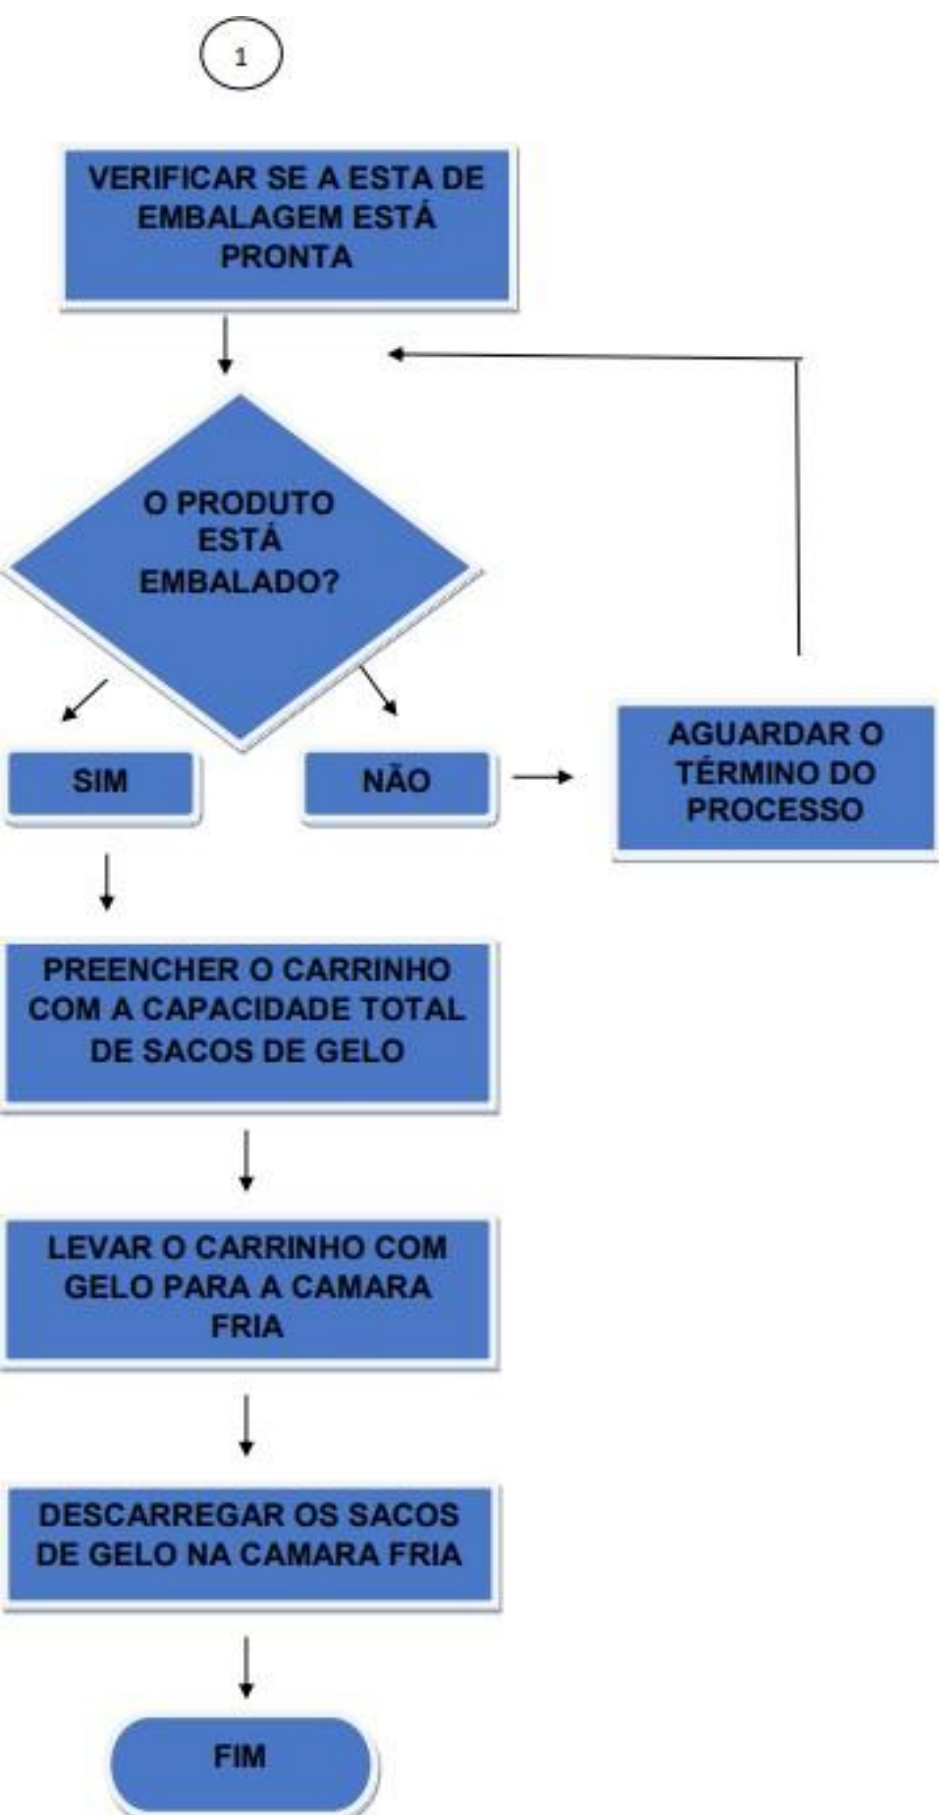 1
VERIFICAR SE A ESTA DE
EMBALAGEM ESTÁ
PRONTA
O PRODUTO
ESTÁ
EMBALADO?
SIM
NÃO
AGUARDAR O
TÉRMINO DO
PROCESSO
PREENCHER O CARRINHO
COM A CAPACIDADE TOTAL
DE SACOS DE GELO
LEVAR O CARRINHO COM
GELO PARA A CAMARA
FRIA
DESCARREGAR OS SACOS
DE GELO NA CAMARA FRIA
FIM